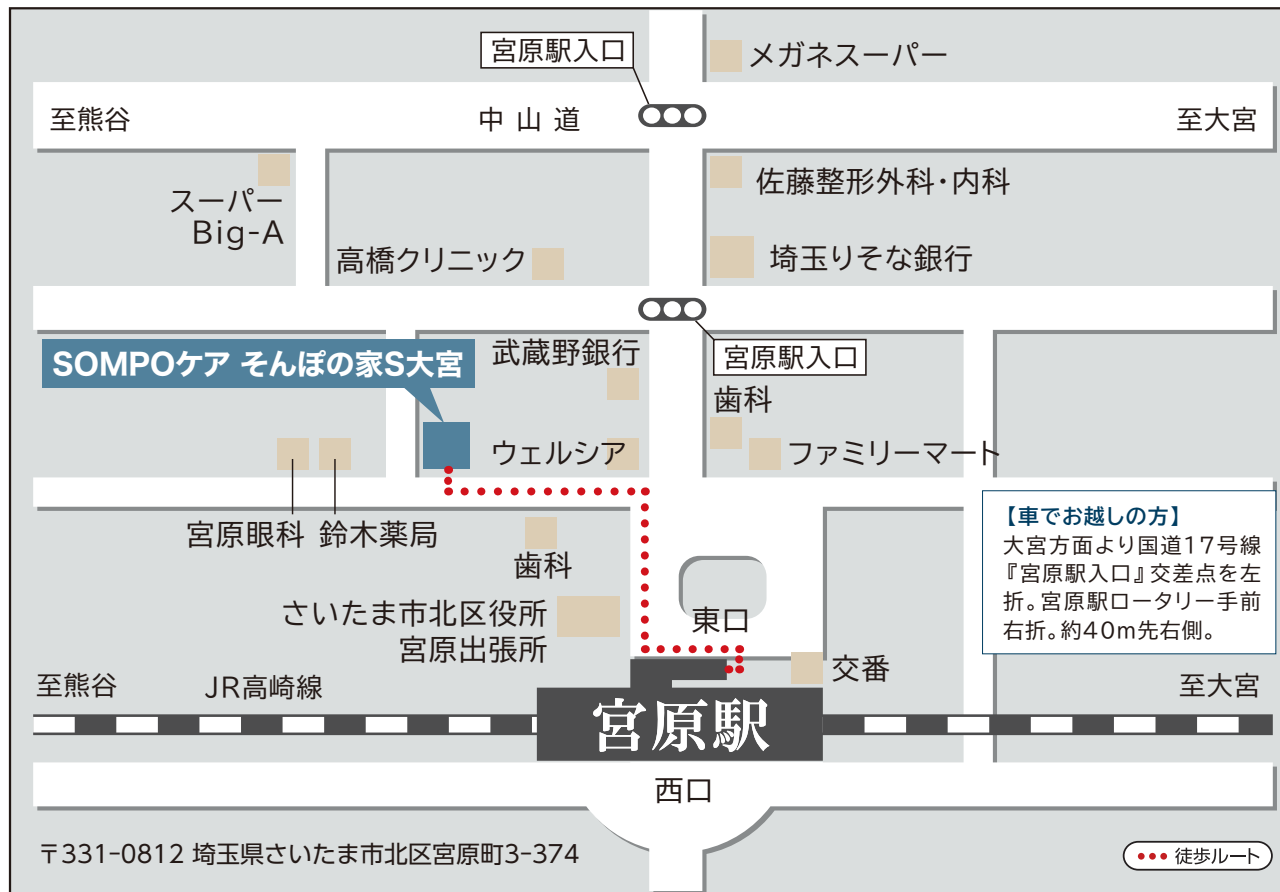 宮原駅入口
メガネスーパー
至熊谷
中山道
至大宮
スーパー
Big-A
佐藤整形外科・内科
高橋クリニック
埼玉りそな銀行
SOMPOケア そんぽの家S大宮
武蔵野銀行
宮原駅入口
歯科
ウェルシア
ファミリーマート
宮原眼科
鈴木薬局
歯科
【車でお越しの方】
大宮方面より国道17号線
『宮原駅入口』交差点を左
折。宮原駅ロータリー手前
右折。約40m先右側。
さいたま市北区役所
宮原出張所
東口
交番
至熊谷
JR高崎線
至大宮
宮原駅
西口
〒331-0812 埼玉県さいたま市北区宮原町3-374
徒歩ルート